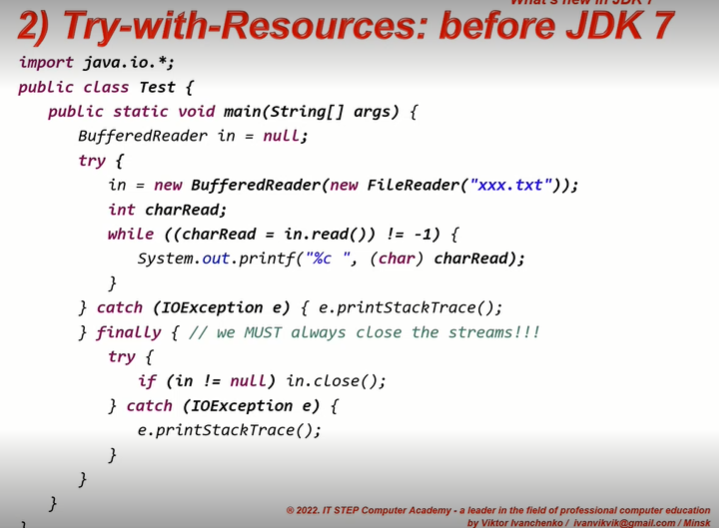 What's new in JDK 7
2) Try-with-Resources: before JDK 7
import java.io.*;
public class Test {
public static void main(String[] args) {
BufferedReader in = null;
try {
in = new BufferedReader(new FileReader("xxx.txt"));
int charRead;
while ((charRead = in.read()) != -1) {
System.out.printf("%c ", (char) charRead);
}
} catch (IOException e) { e.printStackTrace();
} finally { // we MUST always close the streams!!!
try {
if (in != null) in.close();
} catch (IOException e) {
e.printStackTrace();
}
}
}
}
® 2022. IT STEP Computer Academy - a leader in the field of professional computer education
by Viktor Ivanchenko / ivanvikvik@gmail.com / Minsk